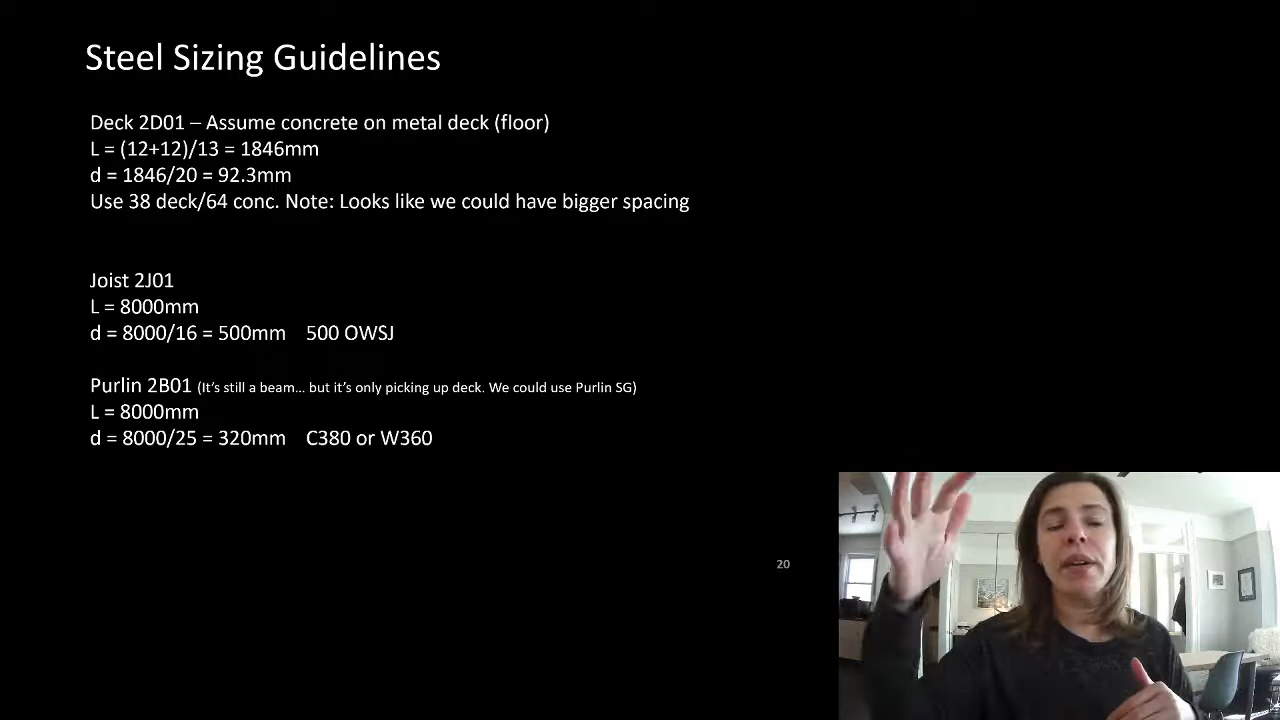 Steel Sizing Guidelines
Deck 2D01 – Assume concrete on metal deck (floor)
L = (12+12)/13 = 1846mm
d = 1846/20 = 92.3mm
Use 38 deck/64 conc. Note: Looks like we could have bigger spacing
Joist 2J01
L = 8000mm
d = 8000/16 = 500mm 500 OWSJ
Purlin 2B01 (It's still a beam... but it's only picking up deck. We could use Purlin SG)
L = 8000mm
d = 8000/25 = 320mm C380 or W360
20